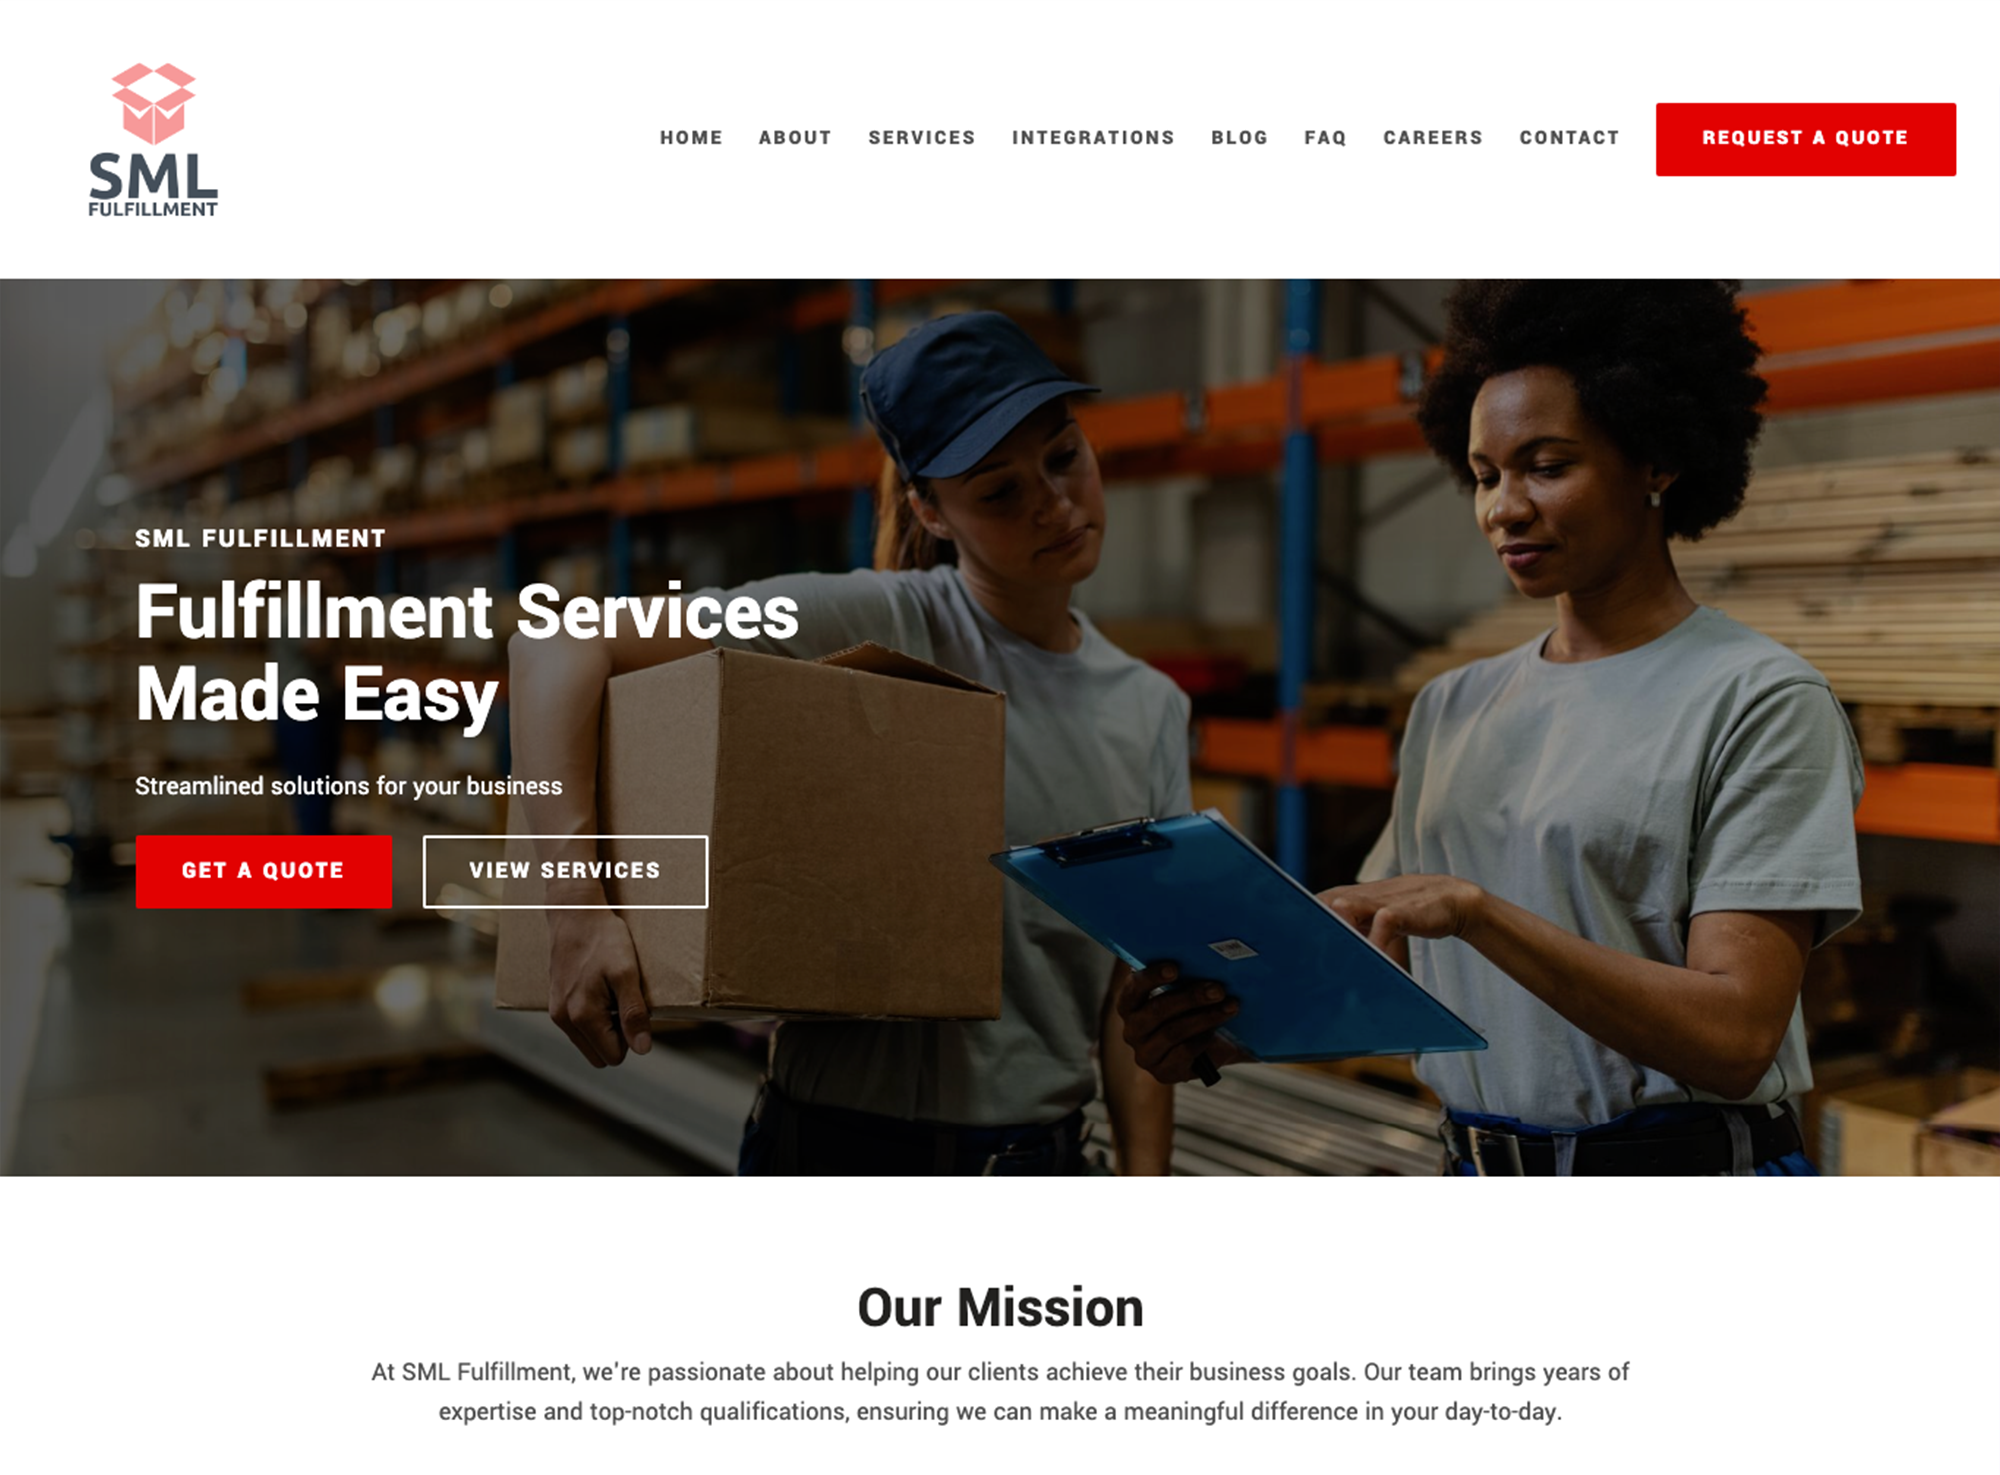 SML
FULFILLMENT
HOME ABOUT SERVICES INTEGRATIONS BLOG FAQ CAREERS CONTACT REQUEST A QUOTE
SML FULFILLMENT
Fulfillment Services
Made Easy
Streamlined solutions for your business
GET A QUOTE VIEW SERVICES
Our Mission
At SML Fulfillment, we're passionate about helping our clients achieve their business goals. Our team brings years of
expertise and top-notch qualifications, ensuring we can make a meaningful difference in your day-to-day.